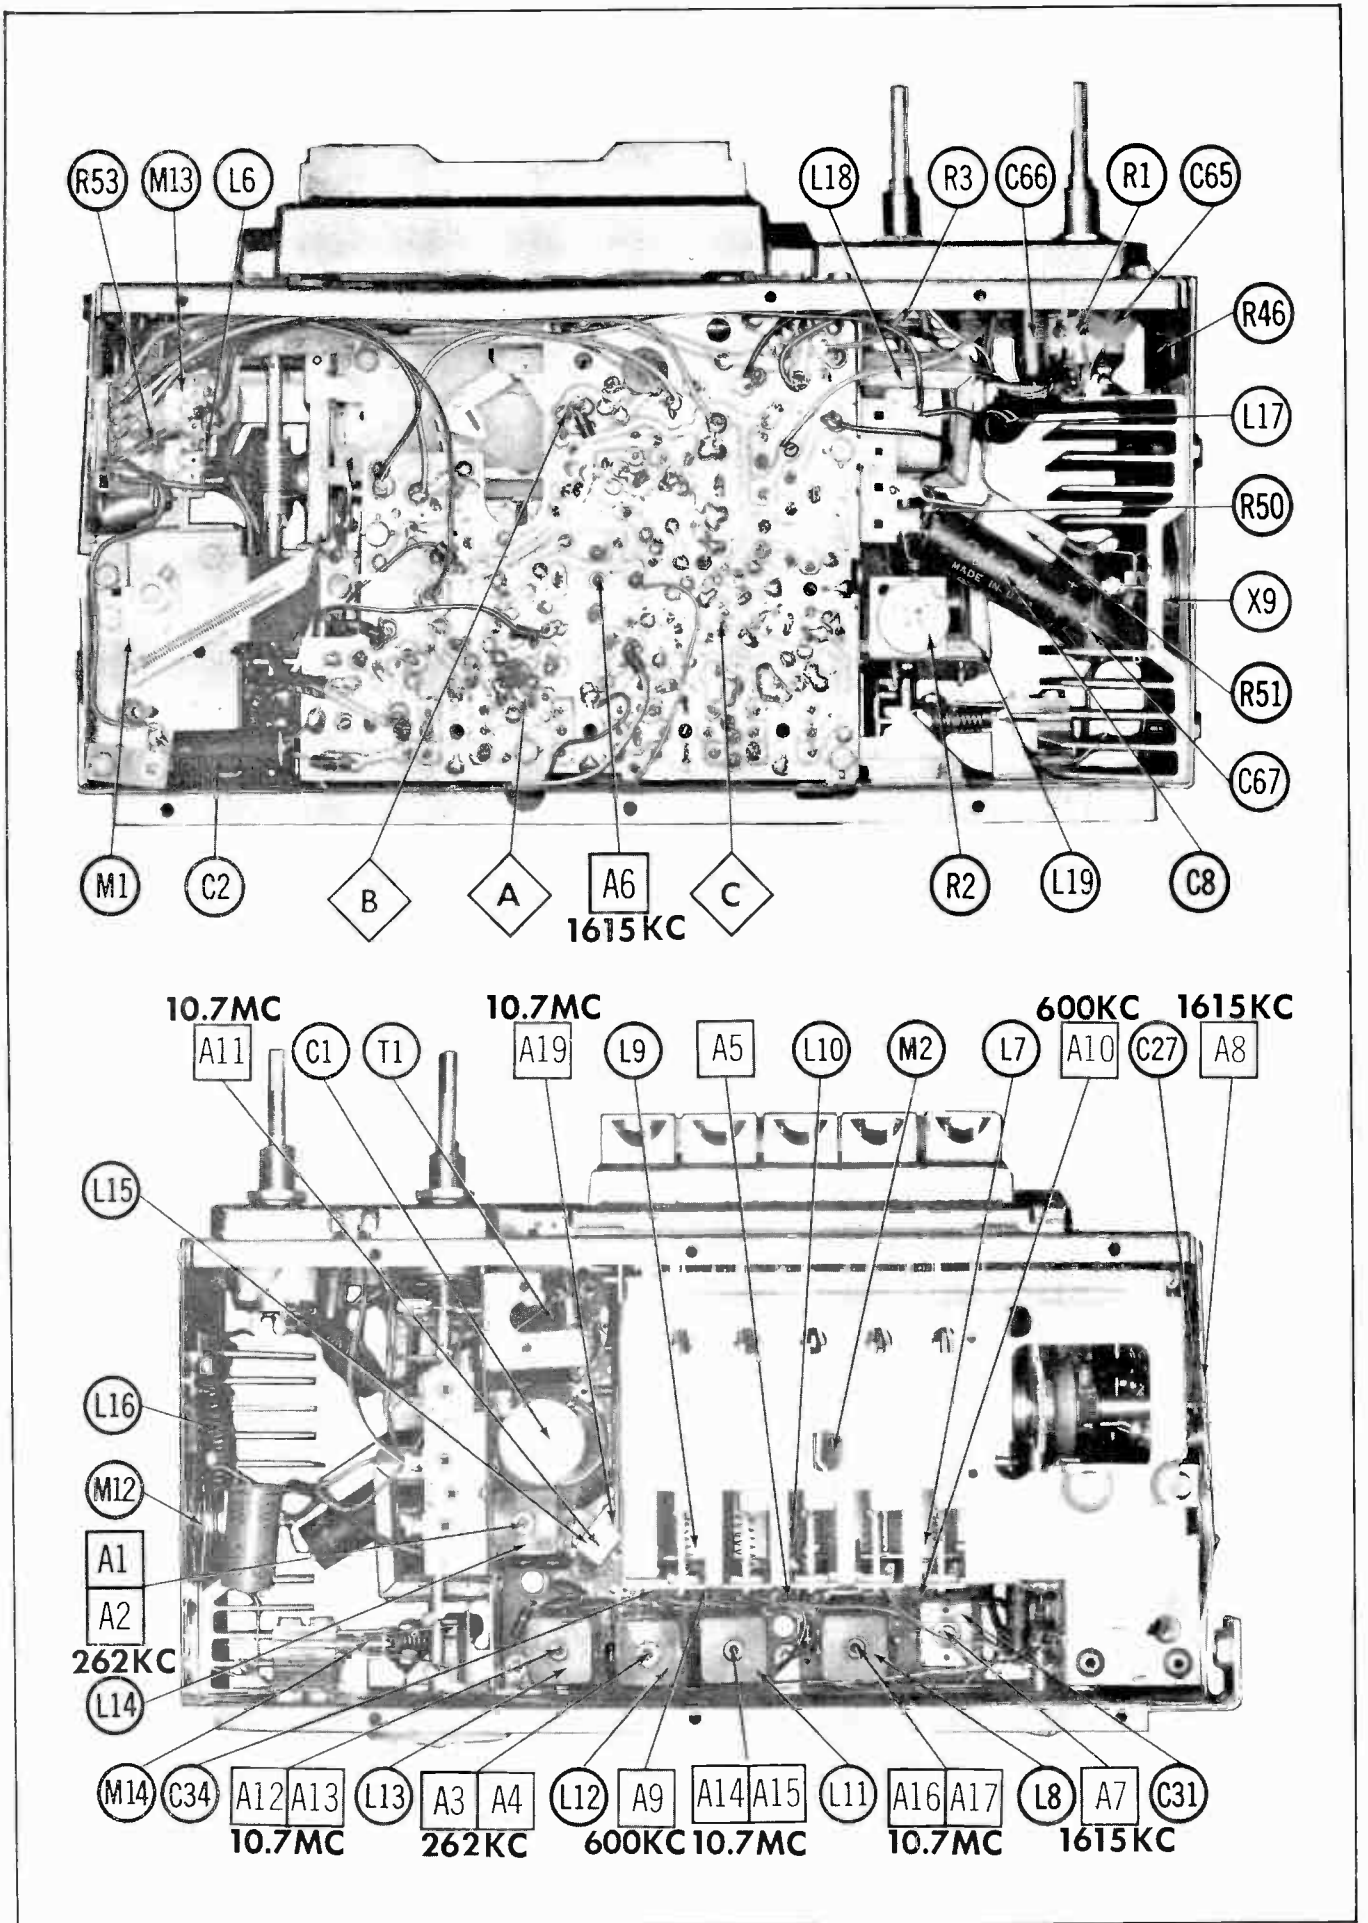 R53 M13 L6 L18 R3 C66 R1 C65
R46
L17
R50
MADE IN U
X9
R51
C67
M1 C2 B A A6 C R2 L19 C8
1615KC
10.7MC 10.7MC 600KC 1615KC
A11 C1 T1 A19 L9 A5 L10 M2 L7 A10 C27 A8
L15
L16
M12
A1
A2
262KC
L14
M14 C34 A12 A13 L13 A3 A4 L12 A9 A14 A15 L11 A16 A17 L8 A7 C31
10.7MC 262KC 600KC 10.7MC 10.7MC 1615KC